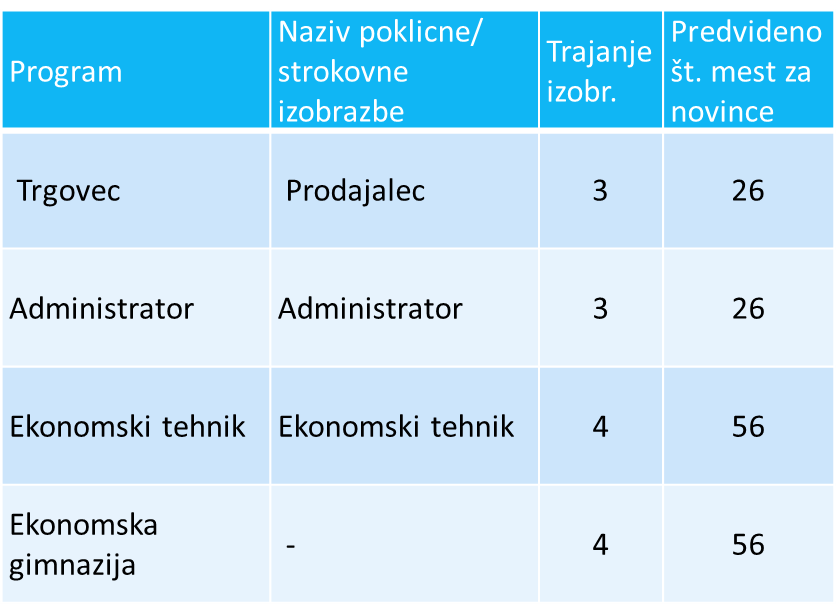 Program
Naziv poklicne/
strokovne
izobrazbe
Trajanje
izobr.
Predvideno
št. mest za
novince
Trgovec
Prodajalec
3
26
Administrator
Administrator
3
26
Ekonomski tehnik
Ekonomski tehnik
4
56
Ekonomska
gimnazija
-
4
56